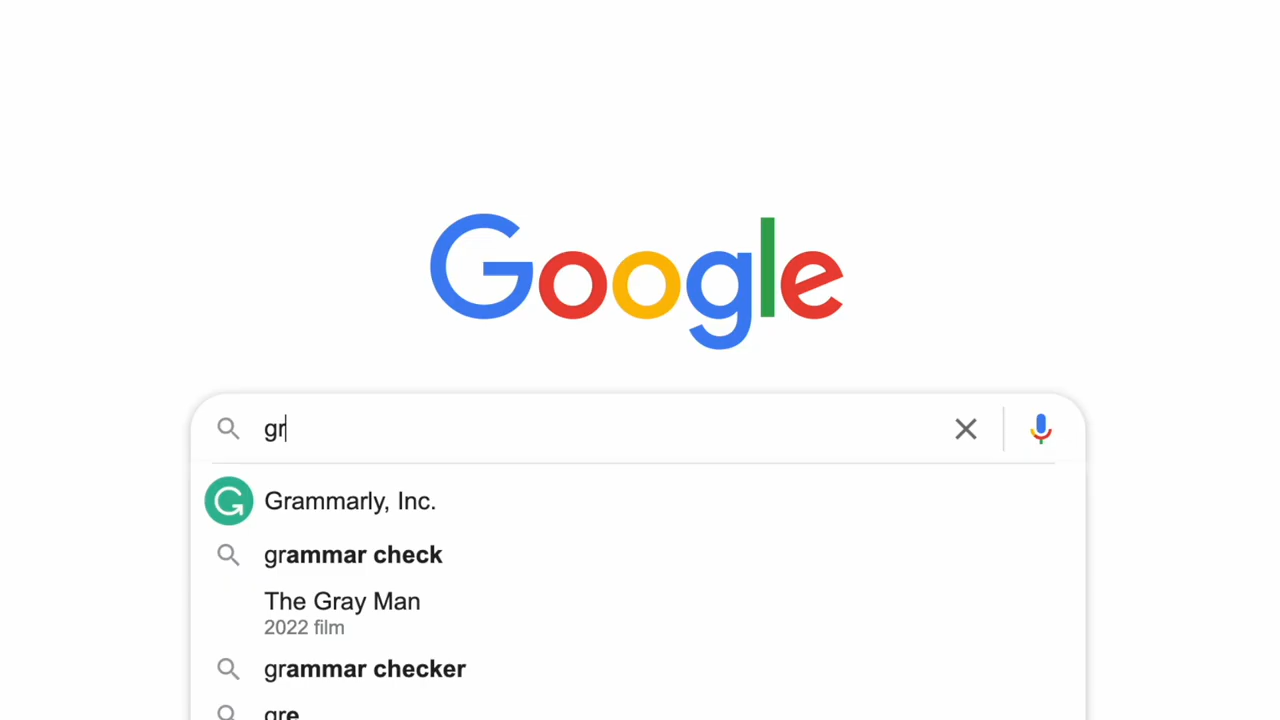 Google
gr
Grammarly, Inc.
grammar check
The Gray Man
2022 film
grammar checker
gre